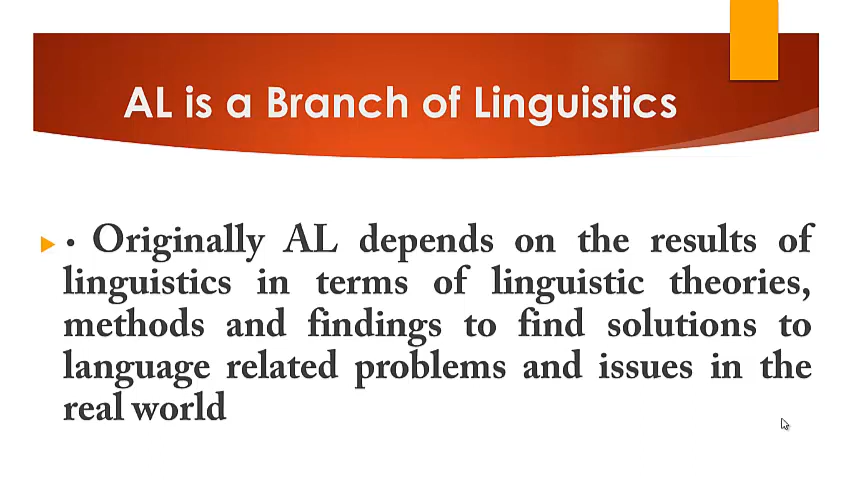 AL is a Branch of Linguistics
• Originally AL depends on the results of
linguistics in terms of linguistic theories,
methods and findings to find solutions to
language related problems and issues in the
real world